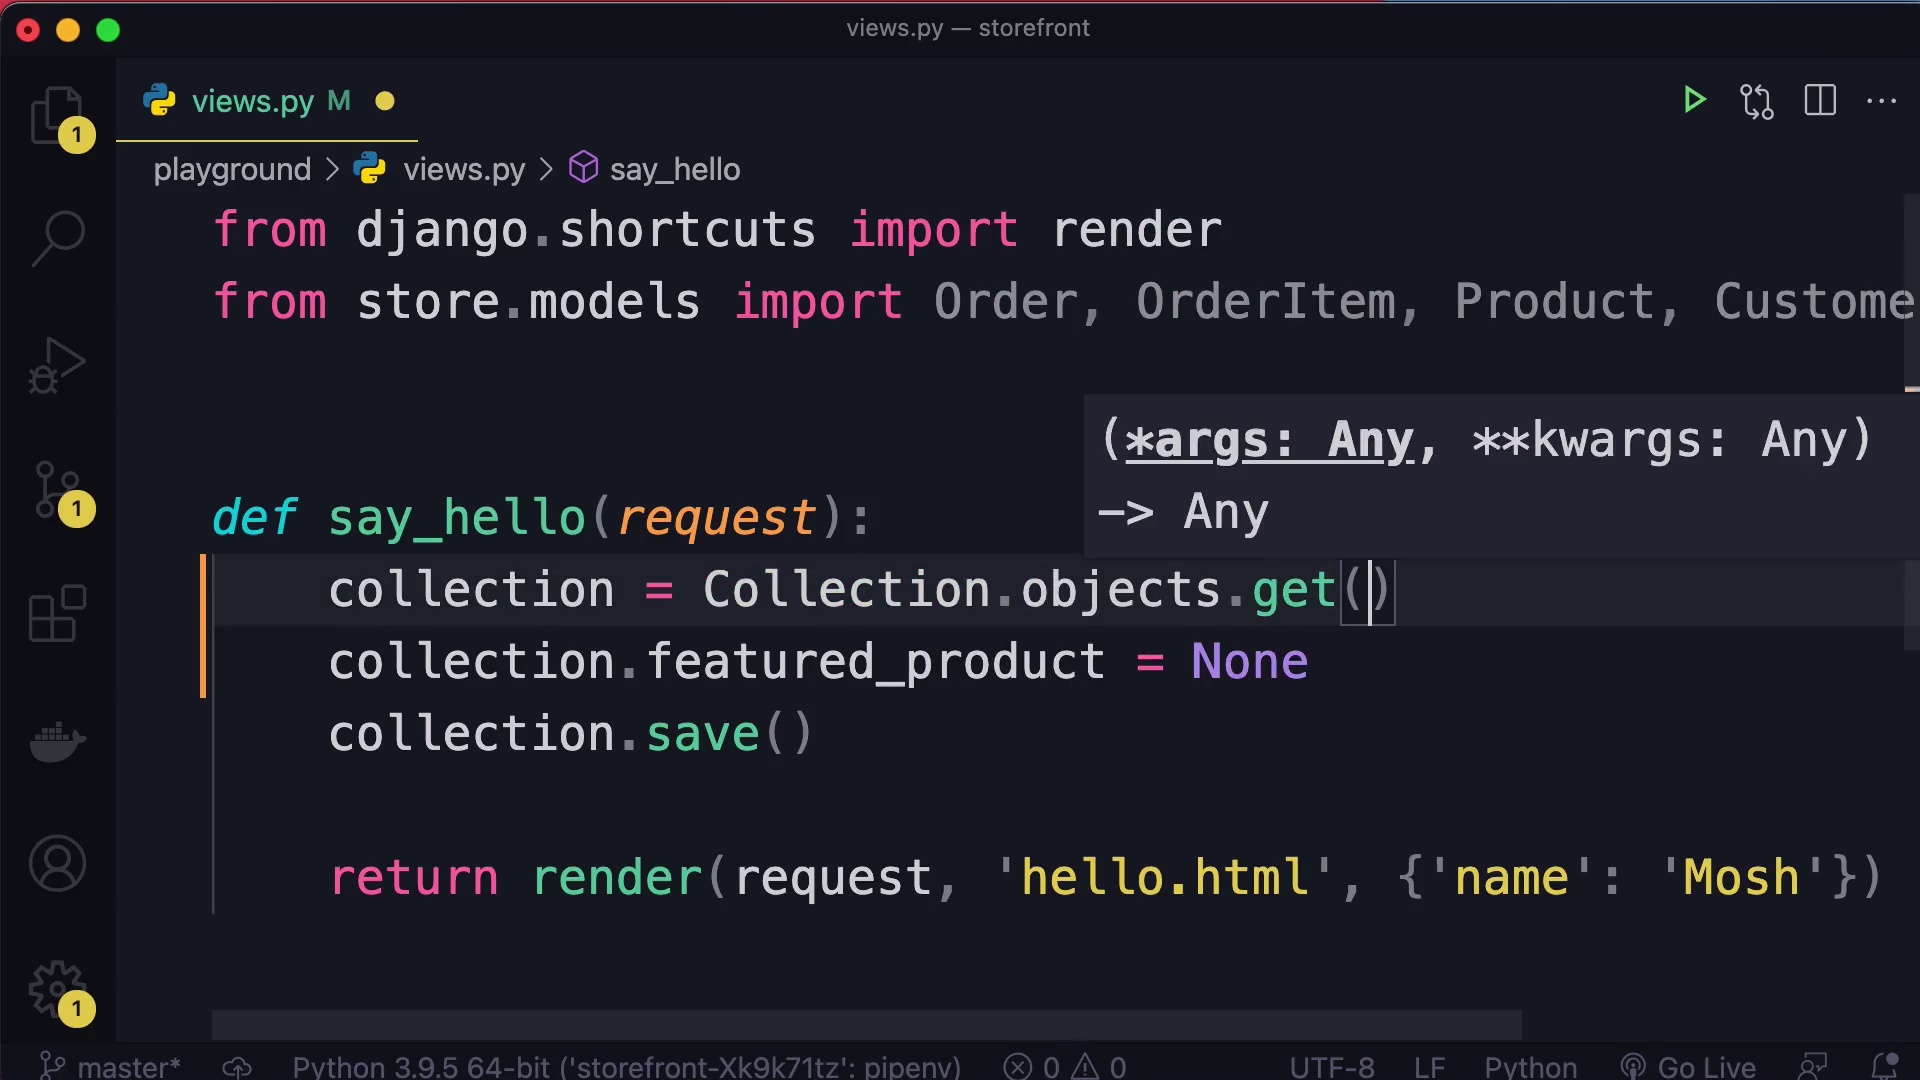 views.py — storefront
views.py M
playground > views.py > say_hello
from django.shortcuts import render
from store.models import Order, OrderItem, Product, Custome
(*args: Any, **kwargs: Any)
—> Any
def say_hello(request):
collection = Collection.objects.get()
collection.featured_product = None
collection.save()
return render(request, 'hello.html', {'name': 'Mosh'})
1
1
1
master* Python 3.9.5 64-bit ('storefront-Xk9k71tz': pipenv) 0 0 UTF-8 LF Python Go Live